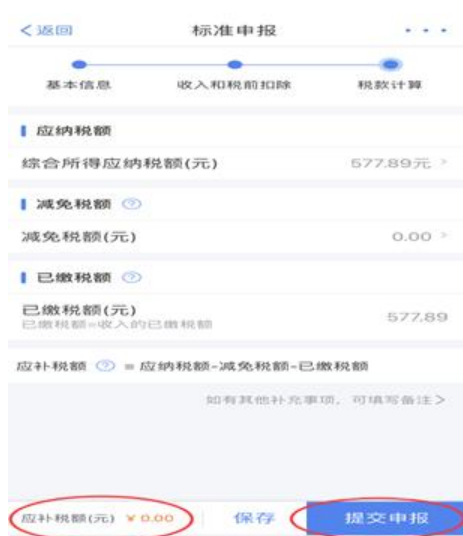 <返回 标准申报 ...
基本信息 收入和税前扣除 税款计算
应纳税额
综合所得应纳税额(元) 577.89元 >
减免税额 ?
减免税额(元) 0.00 >
已缴税额 ?
已缴税额(元) 577.89
已缴税额=收入的已缴税额
应补税额 ? = 应纳税额-减免税额-已缴税额
如有其他补充事项，可填写备注>
应补税额(元) ¥0.00 保存 提交申报